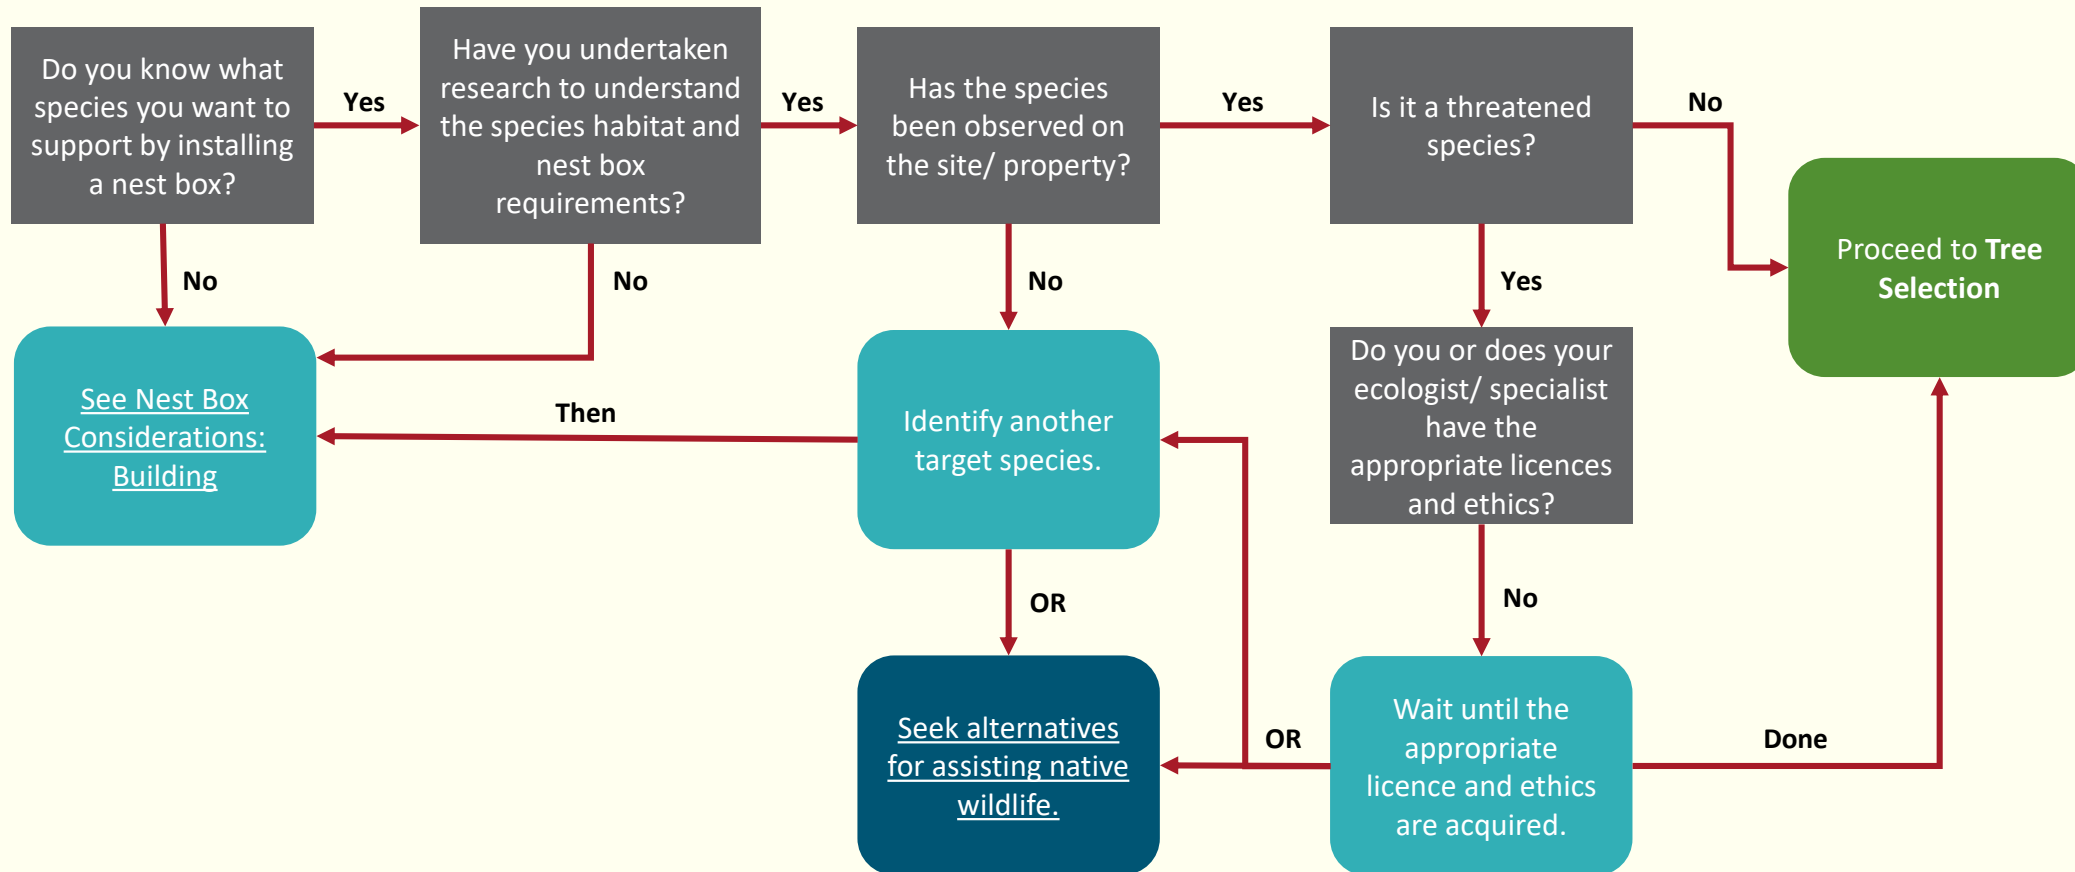 Do you know what
species you want to
support by installing
a nest box?
Yes
Have you undertaken
research to understand
the species habitat and
nest box
requirements?
Yes
Has the species
been observed on
the site/ property?
Yes
Is it a threatened
species?
No
Proceed to Tree
Selection
No
No
No
Yes
See Nest Box
Considerations:
Building
Then
Identify another
target species.
Do you or does your
ecologist/ specialist
have the
appropriate licences
and ethics?
OR
No
Seek alternatives
for assisting native
wildlife.
OR
Wait until the
appropriate
licence and ethics
are acquired.
Done